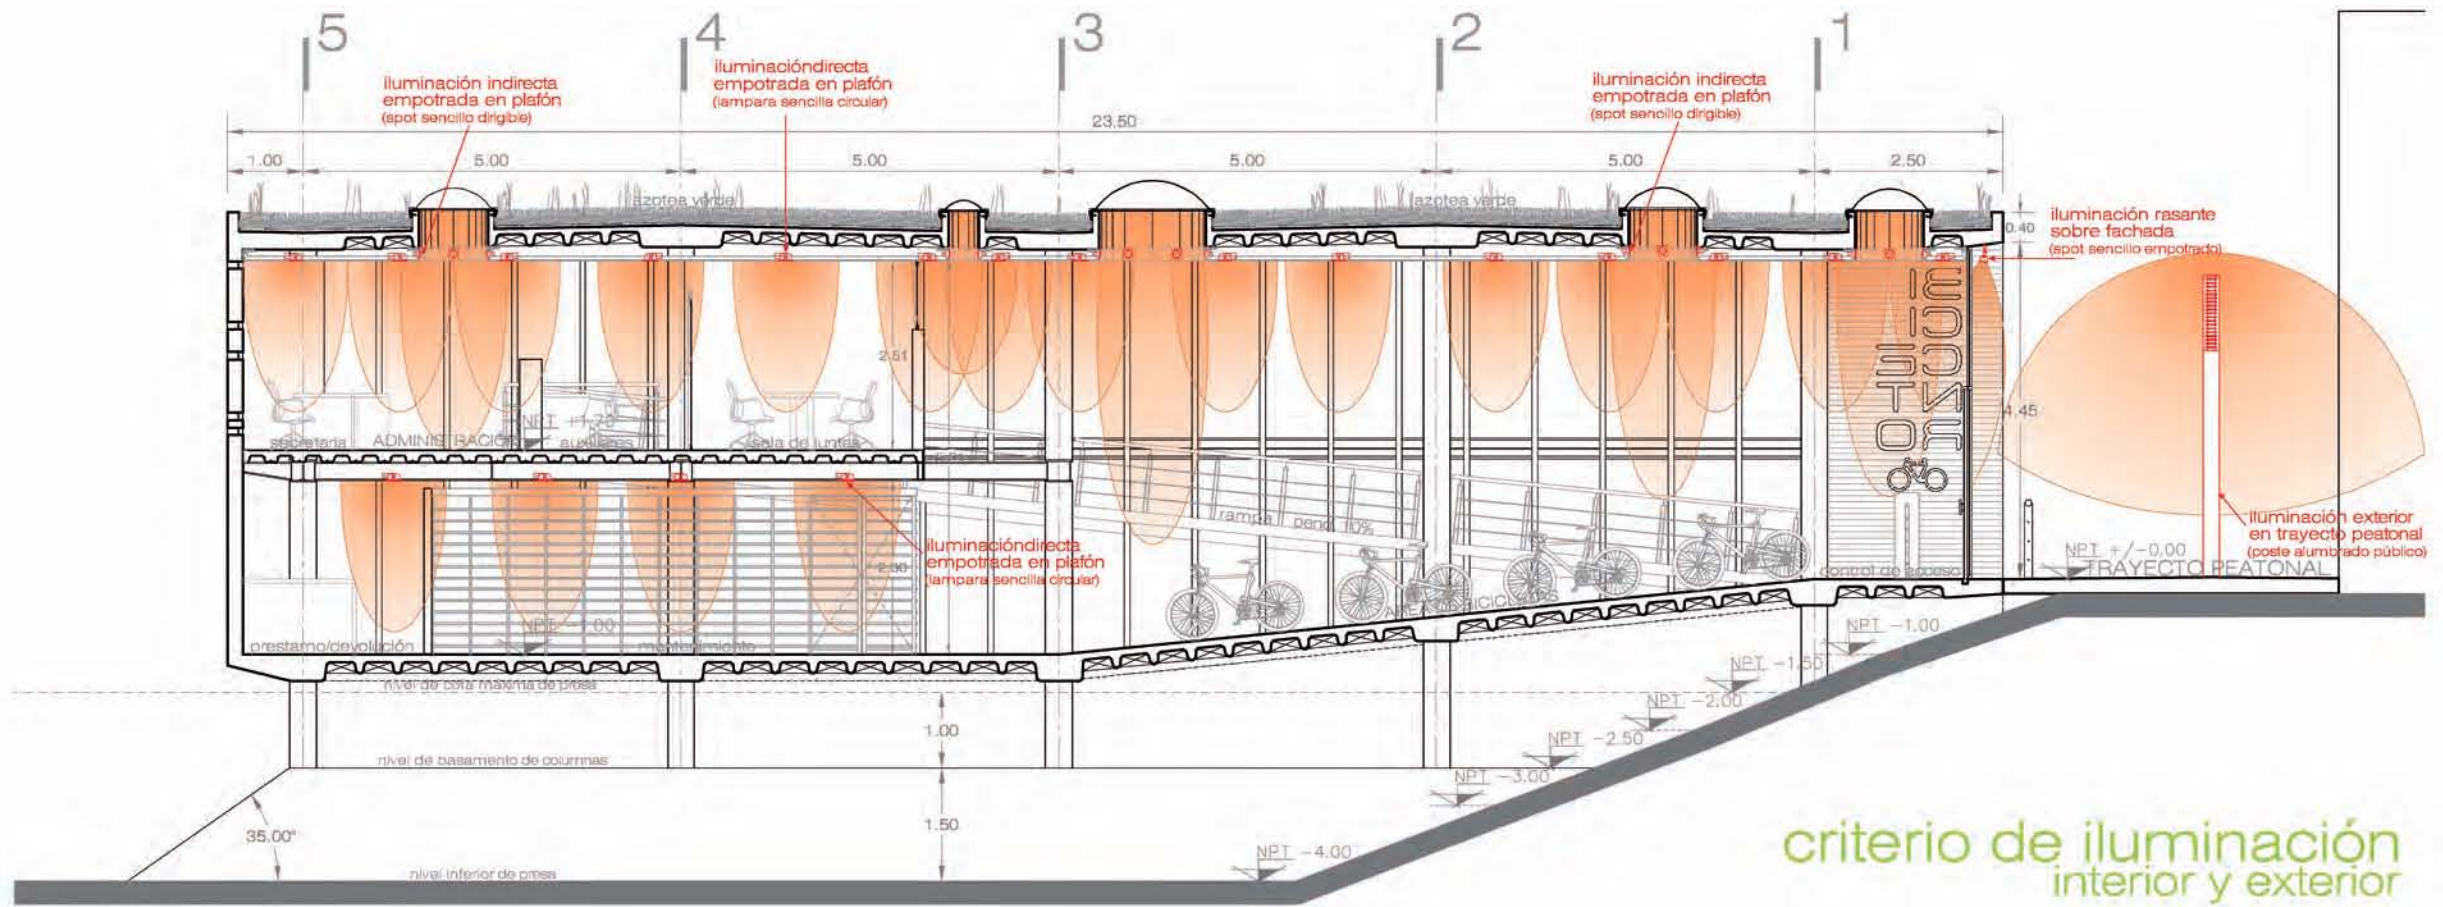 5
4
3
2
1
iluminación indirecta
empotrada en plafón
(spot sencillo dirigible)
iluminacióndirecta
empotrada en plafón
(lampara sencilla circular)
iluminación indirecta
empotrada en plafón
(spot sencillo dirigible)
23.50
1.00
5.00
5.00
5.00
5.00
2.50
azotea verde
azotea verde
iluminación rasante
sobre fachada
(spot sencillo empotrado)
0.40
2.51
4.45
NPT +1.70
secretaria
ADMINISTRACIÓN
auxiliares
sala de juntas
rampa pend. 10%
iluminacióndirecta
empotrada en plafón
(lampara sencilla circular)
iluminación exterior
en trayecto peatonal
(poste alumbrado público)
NPT +/-0.00
TRAYECTO PEATONAL
control de acceso
NPT -1.00
prestamo/devolución
mantenimiento
NPT -1.00
NPT -1.50
nivel de cota maxima de presa
NPT -2.00
1.00
NPT -2.50
nivel de basamento de columnas
NPT -3.00
1.50
35.00°
NPT -4.00
nivel inferior de presa
criterio de iluminación
interior y exterior